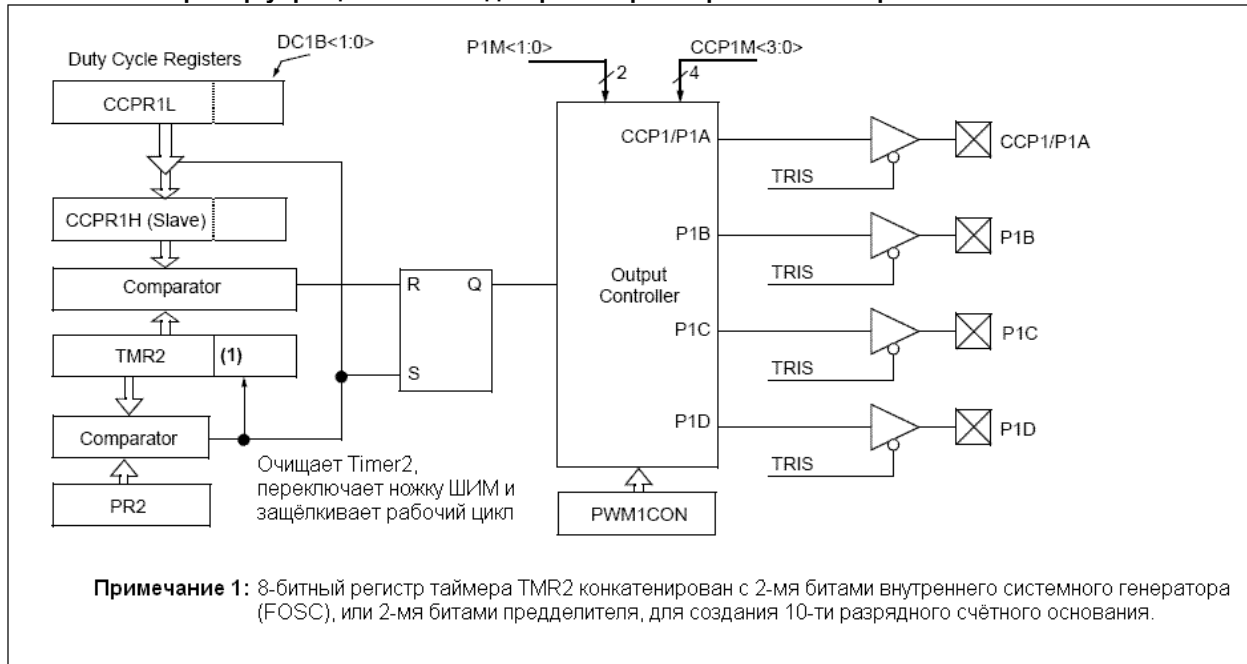 DC1B<1:0>
Duty Cycle Registers
CCPR1L
CCPR1H (Slave)
Comparator
TMR2
(1)
Comparator
PR2
Очищает Timer2,
переключает ножку ШИМ и
защёлкивает рабочий цикл
R
Q
S
P1M<1:0>
2
CCP1M<3:0>
4
CCP1/P1A
P1B
Output
Controller
P1C
P1D
PWM1CON
TRIS
CCP1/P1A
TRIS
P1B
TRIS
P1C
TRIS
P1D
Примечание 1: 8-битный регистр таймера TMR2 конкатенирован с 2-мя битами внутреннего системного генератора
(FOSC), или 2-мя битами предделителя, для создания 10-ти разрядного счётного основания.